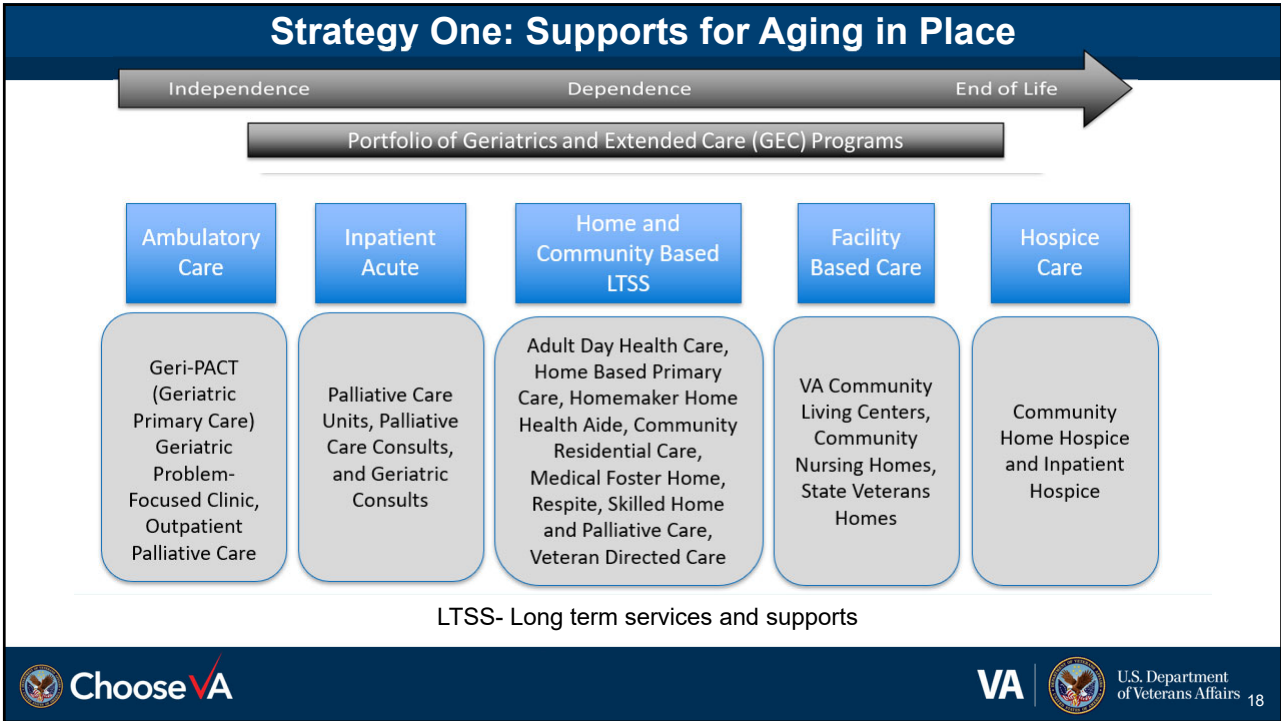 Strategy One: Supports for Aging in Place
Independence Dependence End of Life
Portfolio of Geriatrics and Extended Care (GEC) Programs
Ambulatory
Care
Inpatient
Acute
Home and
Community Based
LTSS
Facility
Based Care
Hospice
Care
Geri-PACT
(Geriatric
Primary Care)
Geriatric
Problem-
Focused Clinic,
Outpatient
Palliative Care
Palliative Care
Units, Palliative
Care Consults,
and Geriatric
Consults
Adult Day Health Care,
Home Based Primary
Care, Homemaker Home
Health Aide, Community
Residential Care,
Medical Foster Home,
Respite, Skilled Home
and Palliative Care,
Veteran Directed Care
VA Community
Living Centers,
Community
Nursing Homes,
State Veterans
Homes
Community
Home Hospice
and Inpatient
Hospice
LTSS- Long term services and supports
Choose VA
VA
U.S. Department
of Veterans Affairs
18